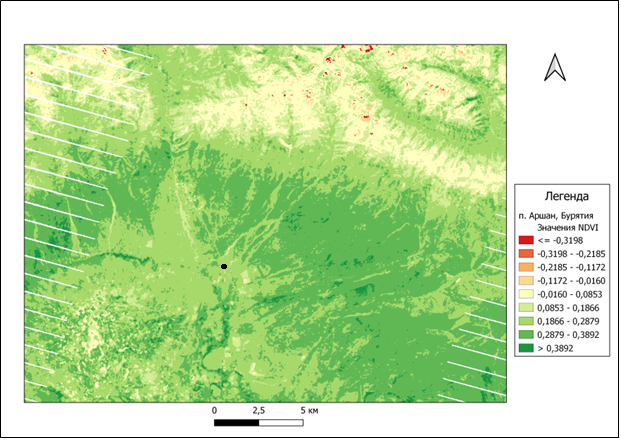 Легенда
п. Аршан, Бурятия
Значения NDVI
<= -0,3198
-0,3198 - -0,2185
-0,2185 - -0,1172
-0,1172 - -0,0160
-0,0160 - 0,0853
0,0853 - 0,1866
0,1866 - 0,2879
0,2879 - 0,3892
> 0,3892
0 2,5 5 км